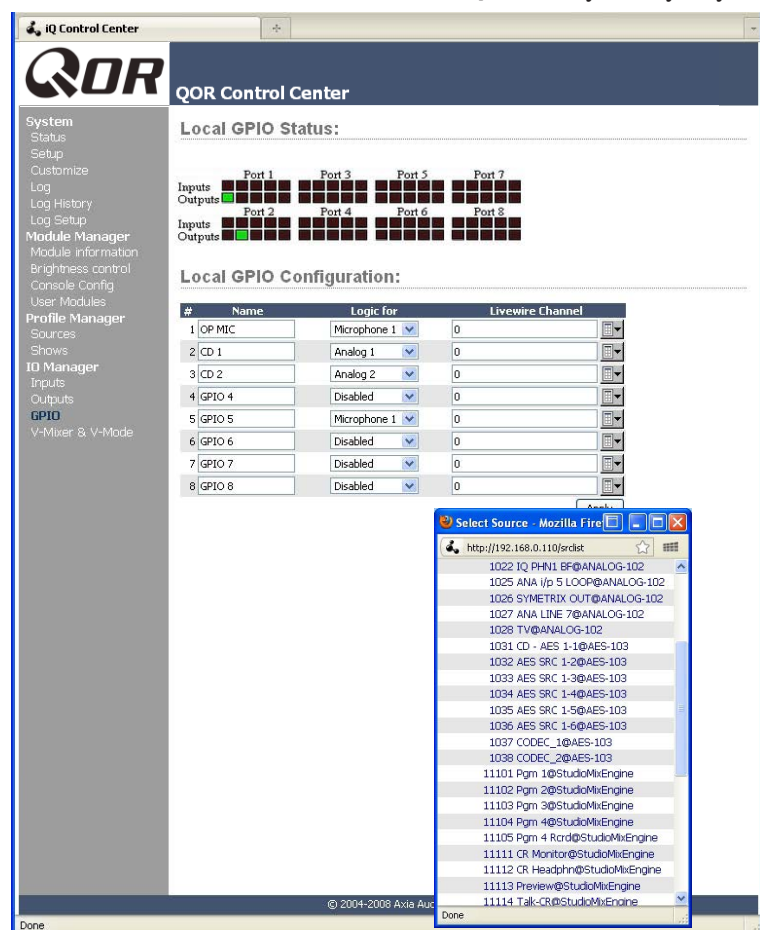 iQ Control Center
QOR
QOR Control Center
System
Status
Setup
Customize
Log
Log History
Log Setup
Module Manager
Module information
Brightness control
Console Config
User Modules
Profile Manager
Sources
Shows
IO Manager
Inputs
Outputs
GPIO
V-Mixer & V-Mode
Local GPIO Status:
Port 1 Port 3 Port 5 Port 7
Inputs
Outputs
Port 2 Port 4 Port 6 Port 8
Inputs
Outputs
Local GPIO Configuration:
# Name Logic for Livewire Channel
1 OP MIC Microphone 1 0
2 CD 1 Analog 1 0
3 CD 2 Analog 2 0
4 GPIO 4 Disabled 0
5 GPIO 5 Microphone 1 0
6 GPIO 6 Disabled 0
7 GPIO 7 Disabled 0
8 GPIO 8 Disabled 0
Apply
Select Source - Mozilla Fire
http://192.168.0.110/srclist
1022 IQ PHN1 BF@ANALOG-102
1025 ANA i/p 5 LOOP@ANALOG-102
1026 SYMETRIX OUT@ANALOG-102
1027 ANA LINE 7@ANALOG-102
1028 TV@ANALOG-102
1031 CD - AES 1-1@AES-103
1032 AES SRC 1-2@AES-103
1033 AES SRC 1-3@AES-103
1034 AES SRC 1-4@AES-103
1035 AES SRC 1-5@AES-103
1036 AES SRC 1-6@AES-103
1037 CODEC_1@AES-103
1038 CODEC_2@AES-103
11101 Pgm 1@StudioMixEngine
11102 Pgm 2@StudioMixEngine
11103 Pgm 3@StudioMixEngine
11104 Pgm 4@StudioMixEngine
11105 Pgm 4 Rcrd@StudioMixEngine
11111 CR Monitor@StudioMixEngine
11112 CR Headphn@StudioMixEngine
11113 Preview@StudioMixEngine
11114 Talk-CR@StudioMixEngine
Done
© 2004-2008 Axia Au
Done